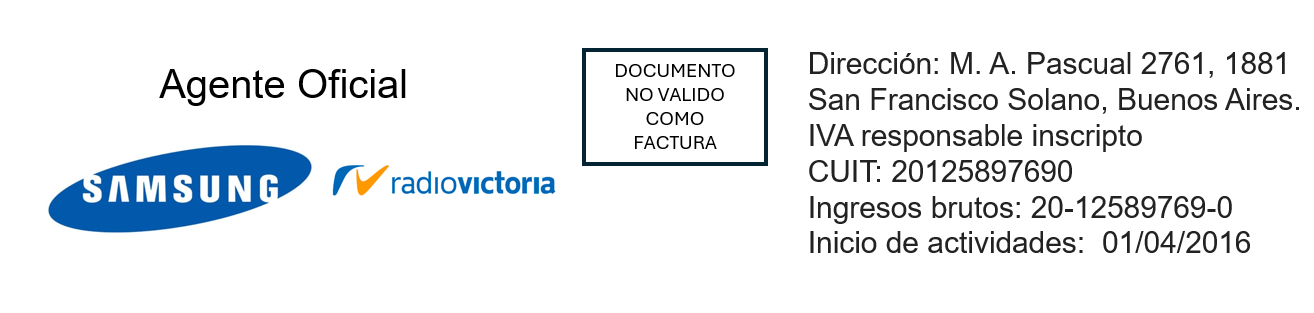 Agente Oficial
SAMSUNG
radiovictoria
DOCUMENTO
NO VALIDO
COMO
FACTURA
Dirección: M. A. Pascual 2761, 1881
San Francisco Solano, Buenos Aires.
IVA responsable inscripto
CUIT: 20125897690
Ingresos brutos: 20-12589769-0
Inicio de actividades:  01/04/2016